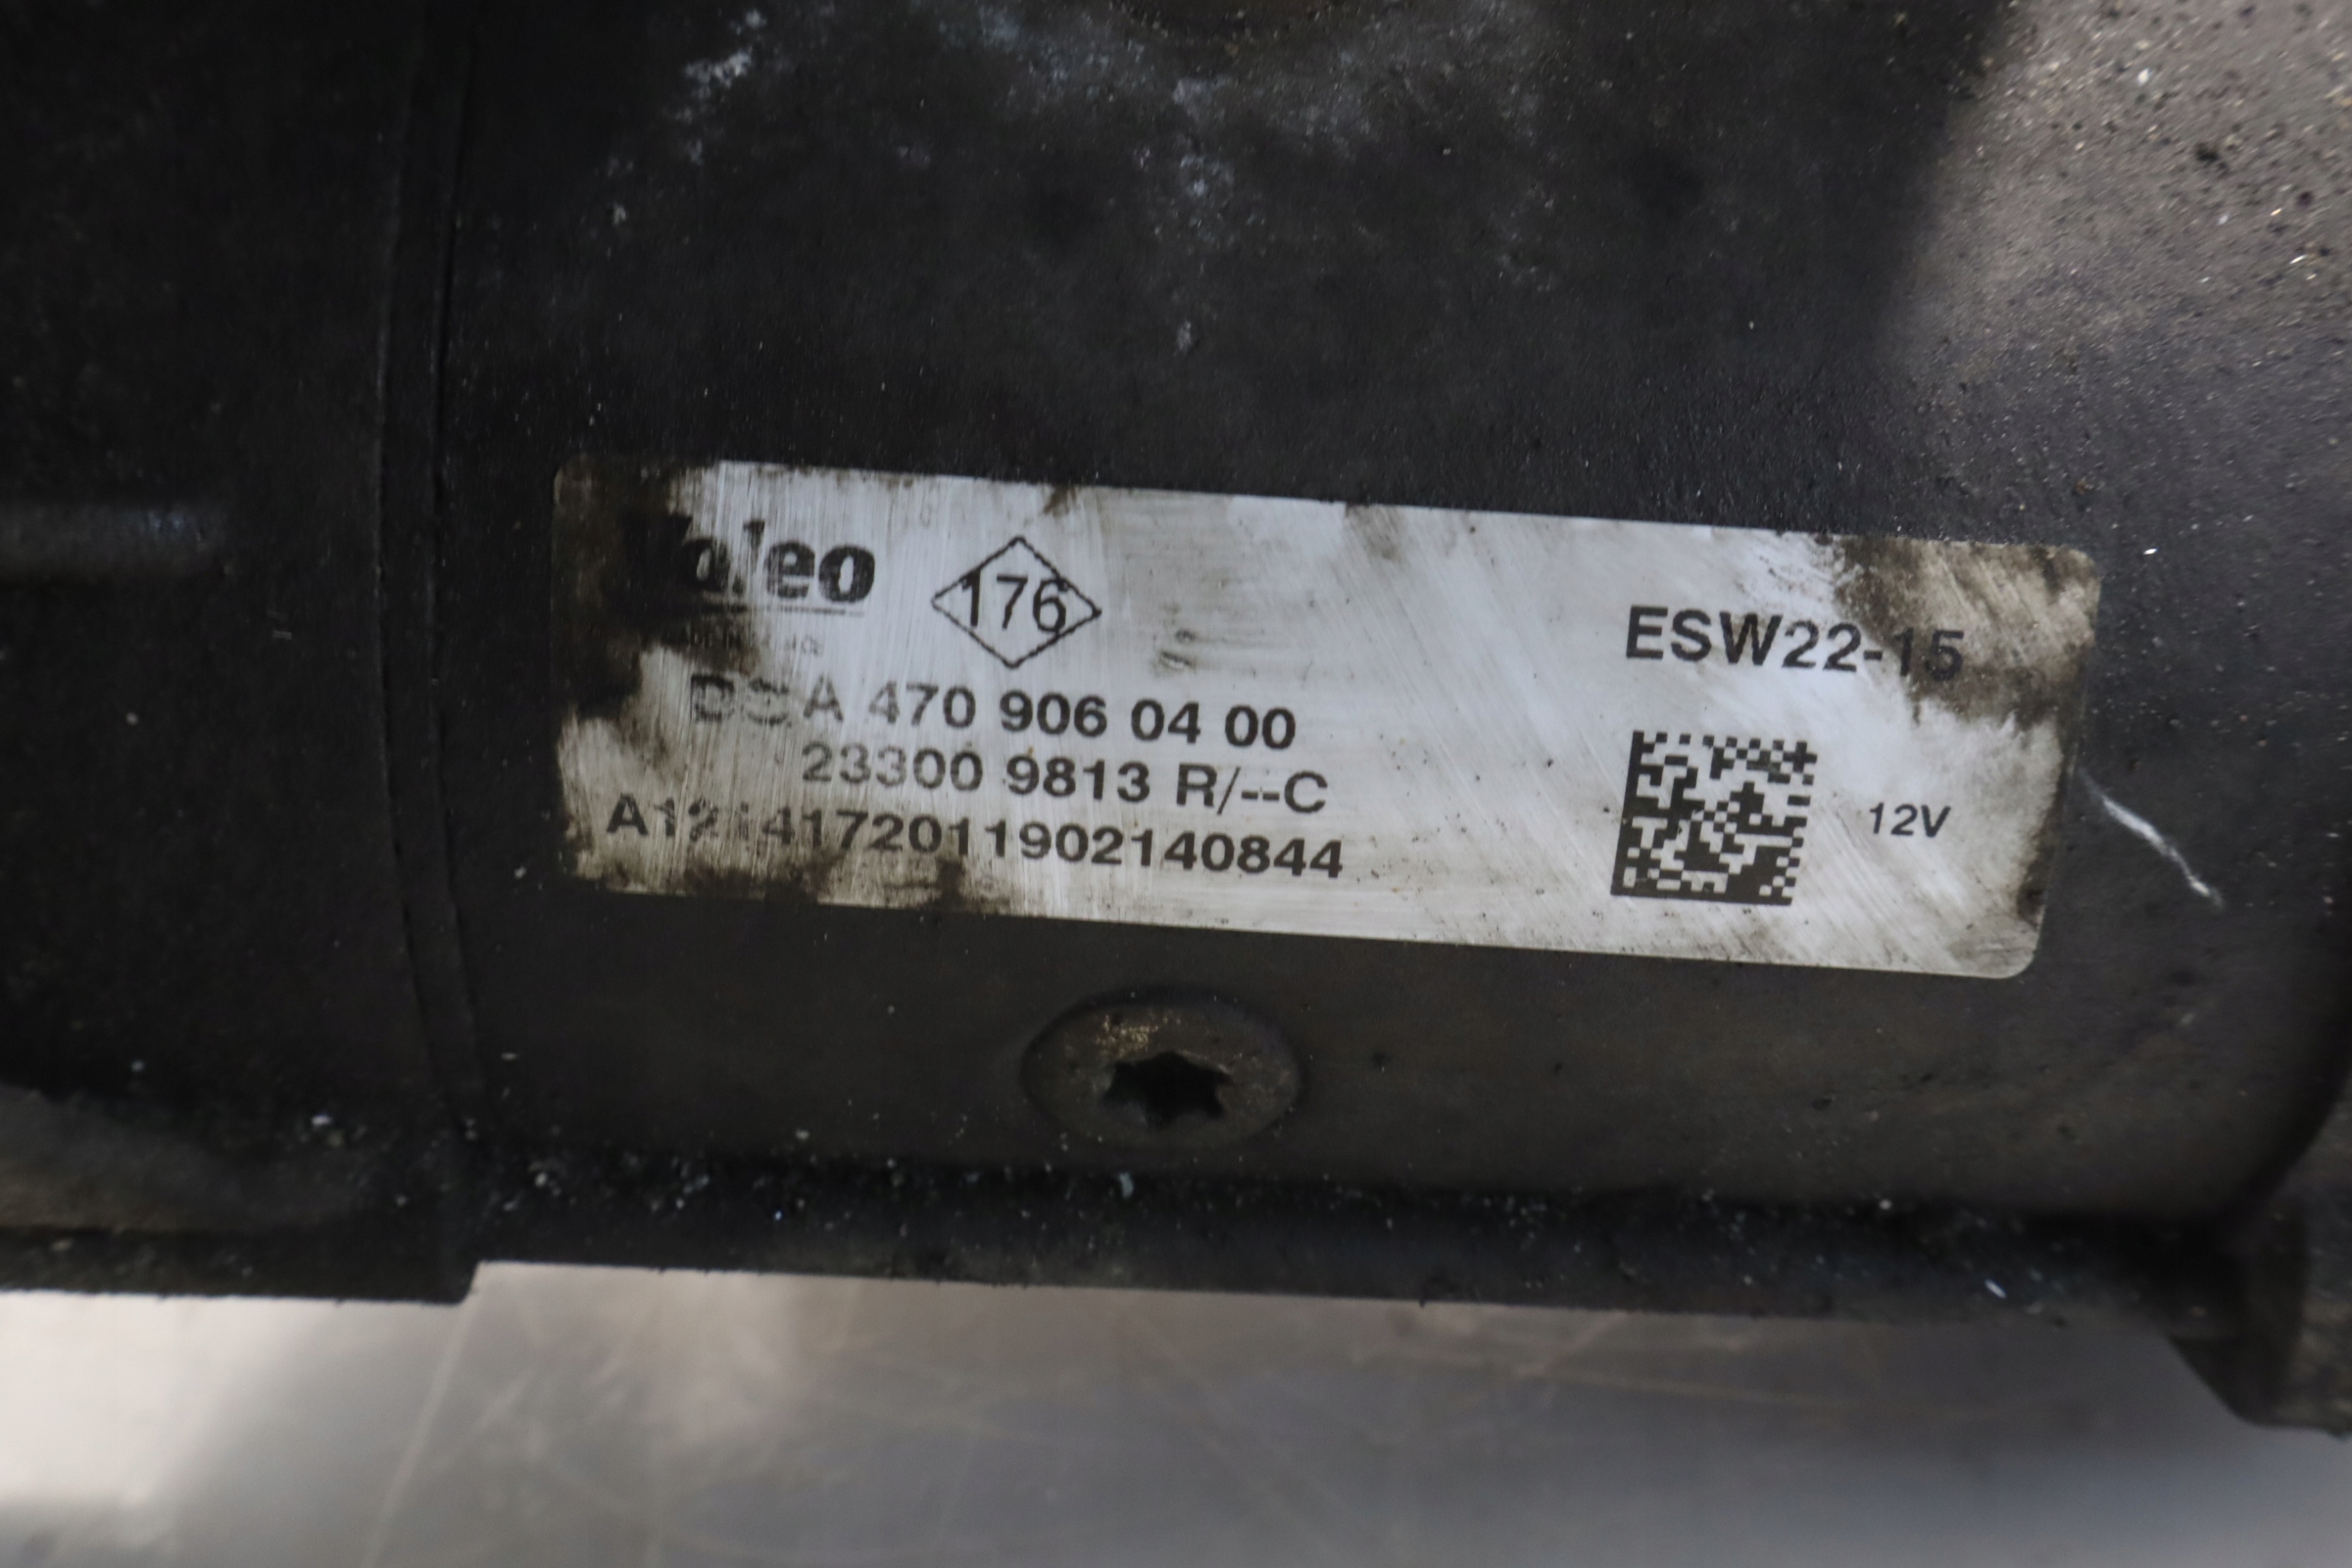 Valeo
176
ESW22-15
A 470 906 04 00
23300 9813 R/--C
12V